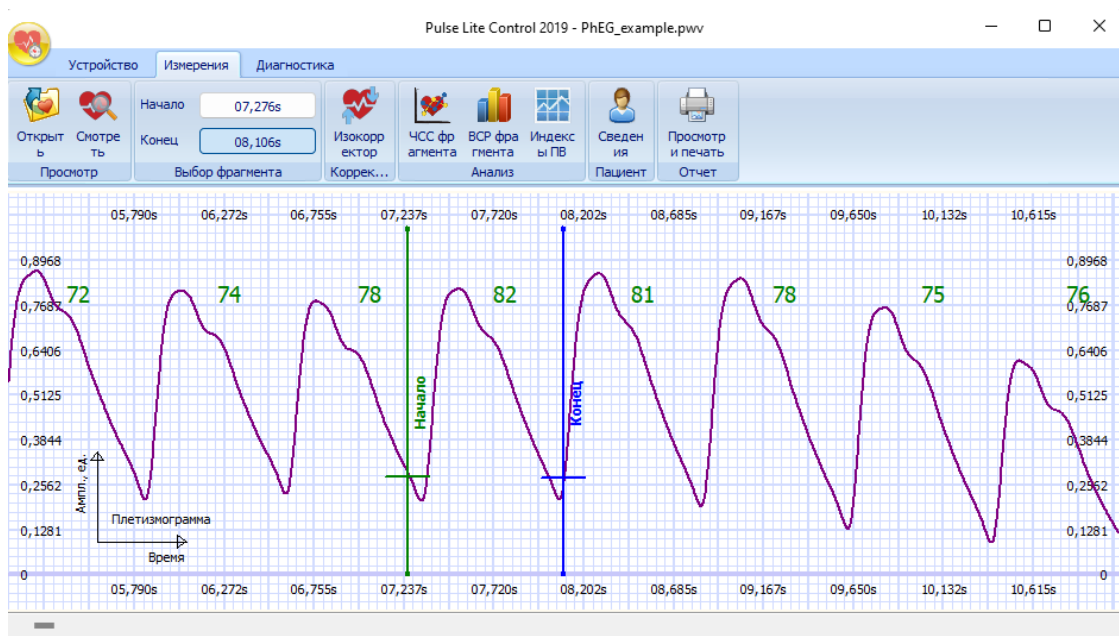 Pulse Lite Control 2019 - PhEG_example.pwv
Устройство Измерения Диагностика
Начало 07,276s
Конец 08,106s
Открыт
ь
Смотре
ть
Изокорр
ектор
ЧСС фр
агмента
ВСР фра
гмента
Индекс
ы ПВ
Сведен
ия
Просмотр
и печать
Просмотр Выбор фрагмента Коррек... Анализ Пациент Отчет
05,790s 06,272s 06,755s 07,237s 07,720s 08,202s 08,685s 09,167s 09,650s 10,132s 10,615s
0,8968 0,8968
72 74 78 82 81 78 75 76
0,7687 0,7687
0,6406 0,6406
0,5125 0,5125
Начало
Конец
0,3844 0,3844
0,2562 0,2562
Ампл., ед.
Плетизмограмма
0,1281 0,1281
Время
0 0
05,790s 06,272s 06,755s 07,237s 07,720s 08,202s 08,685s 09,167s 09,650s 10,132s 10,615s